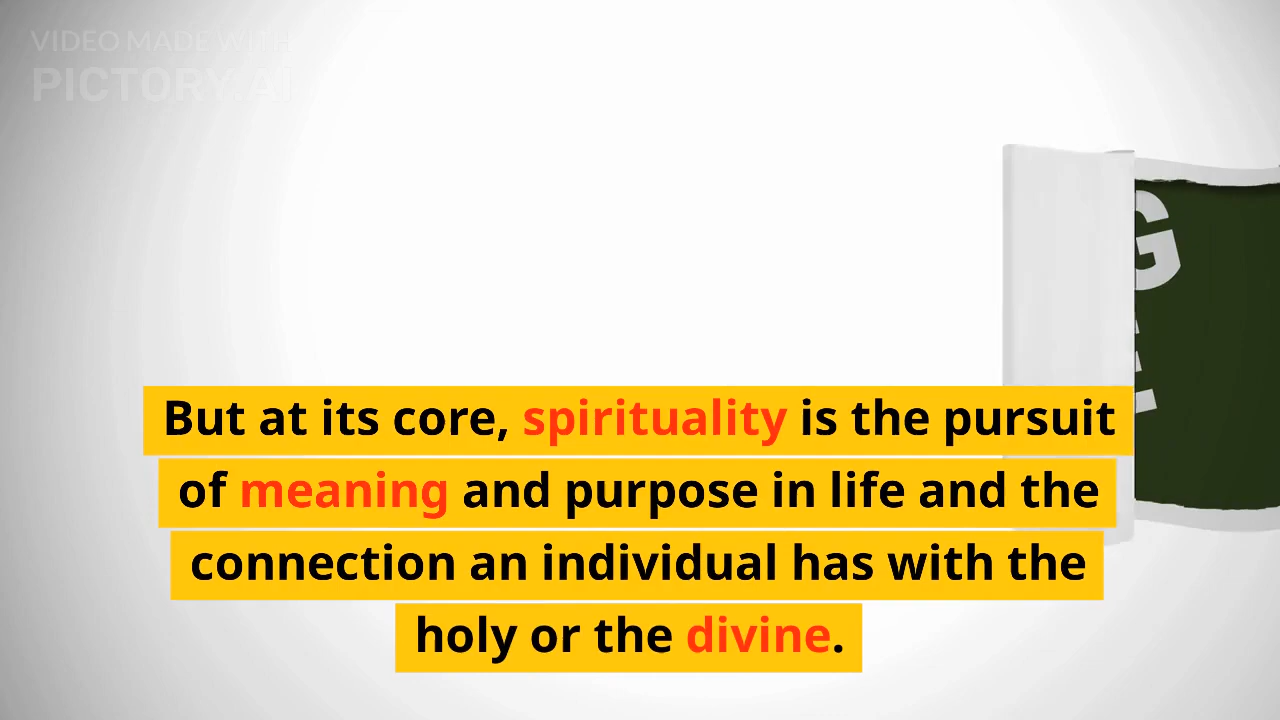 VIDEO MADE WITH
PICTORY.AI
G
But at its core, spirituality is the pursuit
of meaning and purpose in life and the
connection an individual has with the
holy or the divine.